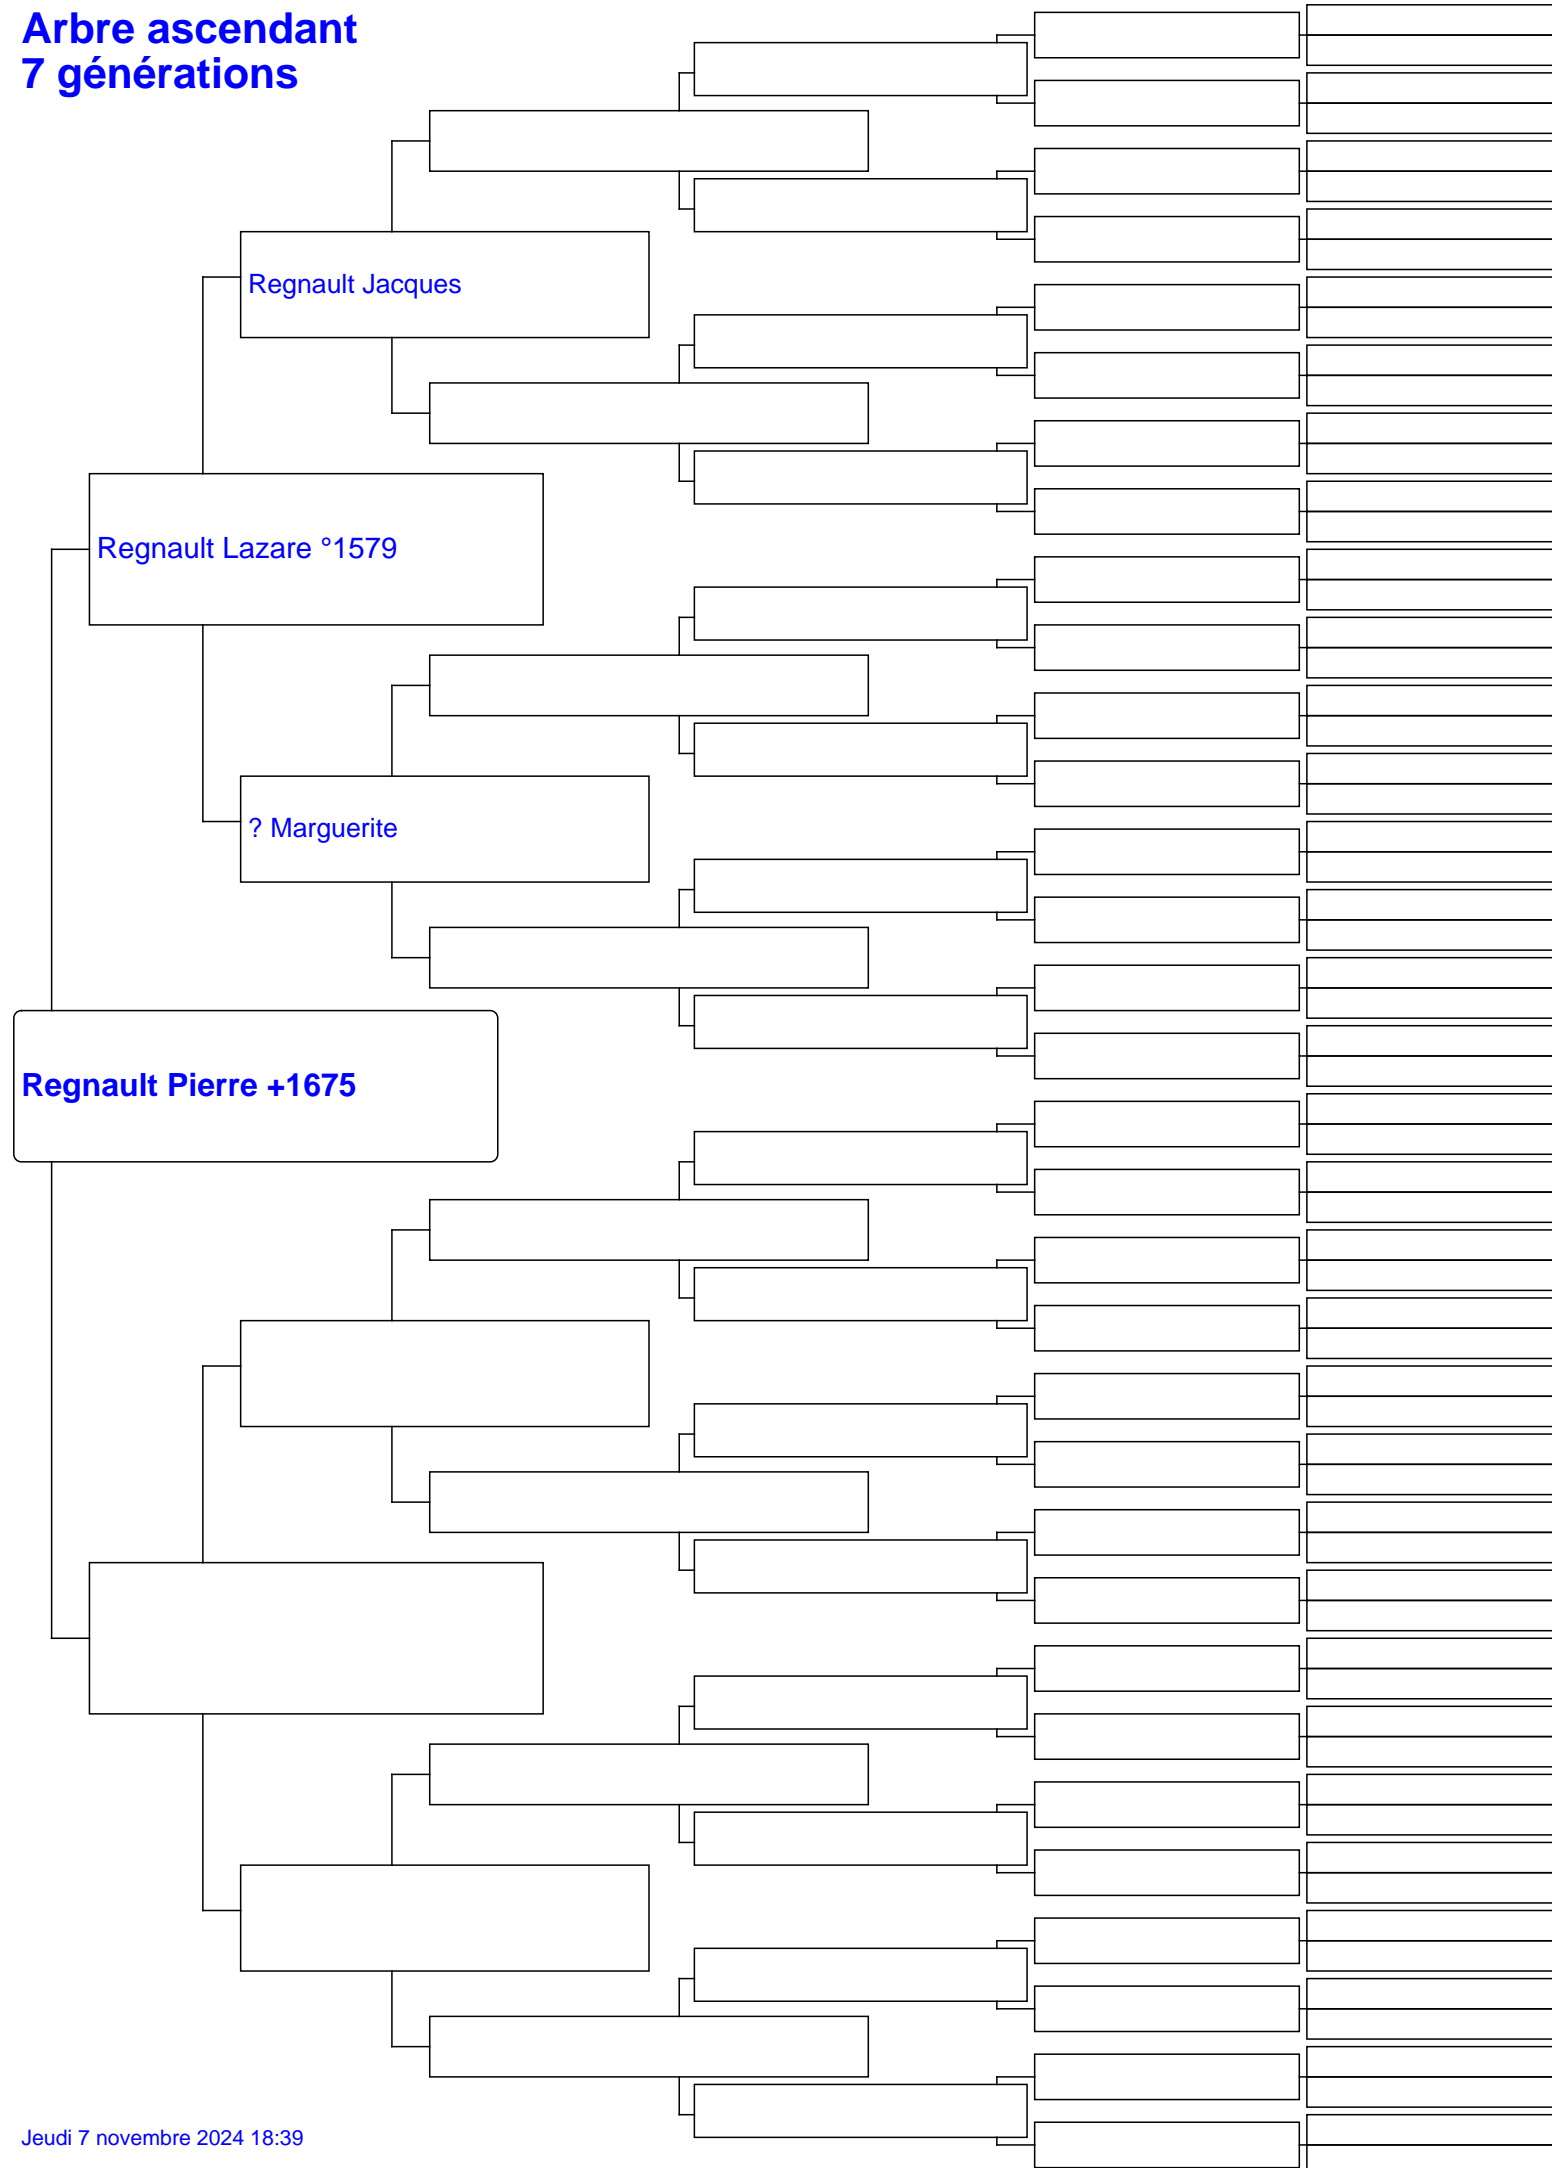 Arbre ascendant
7 générations
Regnault Jacques
Regnault Lazare °1579
? Marguerite
Regnault Pierre +1675
Jeudi 7 novembre 2024 18:39